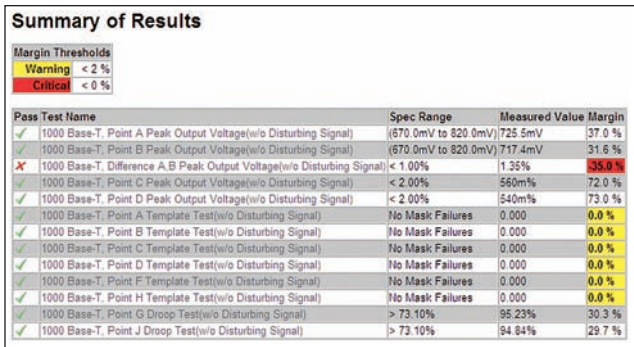 Summary of Results
Margin Thresholds
Warning < 2 %
Critical < 0 %
Pass Test Name Spec Range Measured Value Margin
1000 Base-T, Point A Peak Output Voltage(w/o Disturbing Signal) (670.0mV to 820.0mV) 725.5mV 37.0 %
1000 Base-T, Point B Peak Output Voltage(w/o Disturbing Signal) (670.0mV to 820.0mV) 717.4mV 31.6 %
1000 Base-T, Difference A,B Peak Output Voltage(w/o Disturbing Signal) < 1.00% 1.35% -35.0 %
1000 Base-T, Point C Peak Output Voltage(w/o Disturbing Signal) < 2.00% 560m% 72.0 %
1000 Base-T, Point D Peak Output Voltage(w/o Disturbing Signal) < 2.00% 540m% 73.0 %
1000 Base-T, Point A Template Test(w/o Disturbing Signal) No Mask Failures 0.000 0.0 %
1000 Base-T, Point B Template Test(w/o Disturbing Signal) No Mask Failures 0.000 0.0 %
1000 Base-T, Point C Template Test(w/o Disturbing Signal) No Mask Failures 0.000 0.0 %
1000 Base-T, Point D Template Test(w/o Disturbing Signal) No Mask Failures 0.000 0.0 %
1000 Base-T, Point F Template Test(w/o Disturbing Signal) No Mask Failures 0.000 0.0 %
1000 Base-T, Point H Template Test(w/o Disturbing Signal) No Mask Failures 0.000 0.0 %
1000 Base-T, Point G Droop Test(w/o Disturbing Signal) > 73.10% 95.23% 30.3 %
1000 Base-T, Point J Droop Test(w/o Disturbing Signal) > 73.10% 94.84% 29.7 %